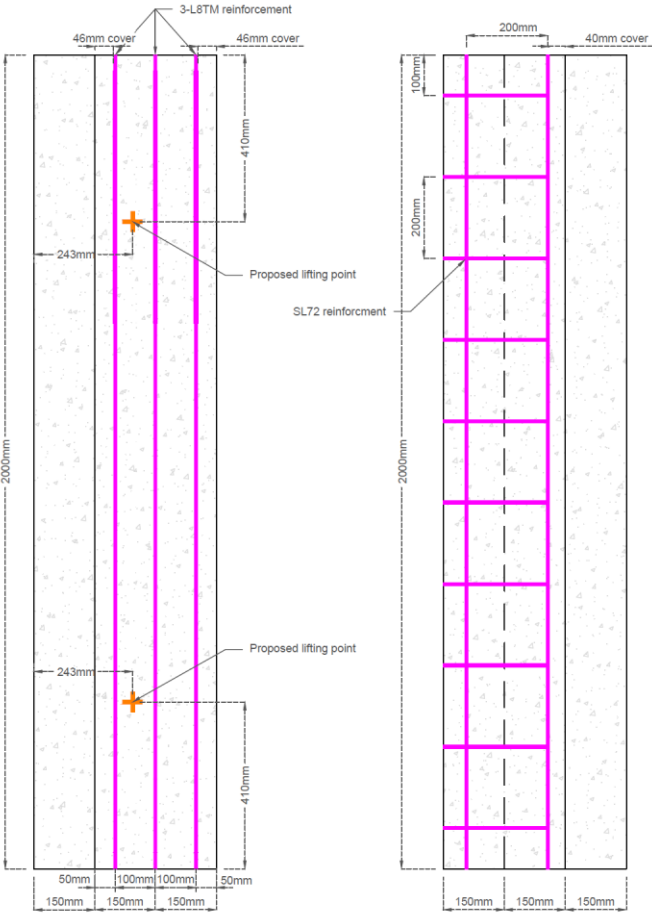 3-L8TM reinforcement
46mm cover
46mm cover
410mm
243mm
Proposed lifting point
2000mm
Proposed lifting point
243mm
410mm
50mm
100mm
100mm
50mm
150mm
150mm
150mm
200mm
40mm cover
100mm
200mm
SL72 reinforcment
2000mm
150mm
150mm
150mm